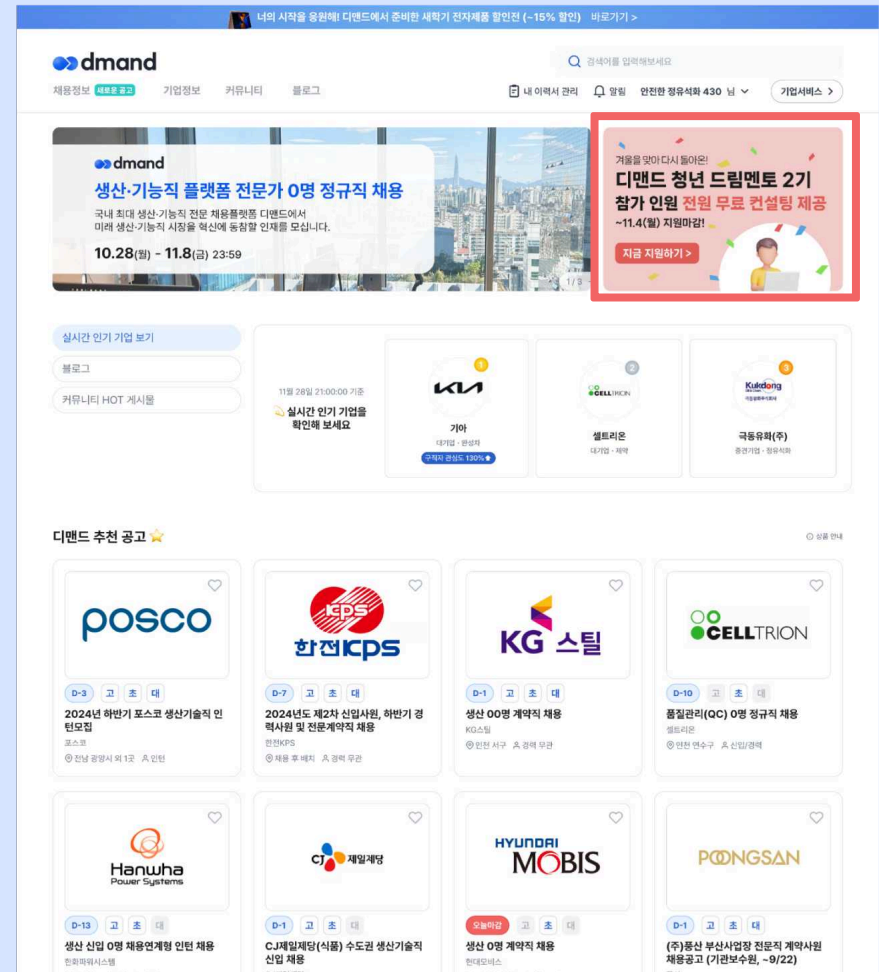 너의 시작을 응원해! 디맨드에서 준비한 새학기 전자제품 할인전 (~15% 할인) 바로가기 >
dmand
검색어를 입력해보세요
채용정보 새로운 공고 기업정보 커뮤니티 블로그
내 이력서 관리 알림 안전한 정유석화 430 님
기업서비스 >
dmand
생산·기능직 플랫폼 전문가 0명 정규직 채용
국내 최대 생산·기능직 전문 채용플랫폼 디맨드에서
미래 생산·기능직 시장을 혁신에 동참할 인재를 모십니다.
10.28(월) - 11.8(금) 23:59
1 / 3
겨울을 맞아 다시 돌아온!
디맨드 청년 드림멘토 2기
참가 인원 전원 무료 컨설팅 제공
~11.4(월) 지원마감!
지금 지원하기 >
실시간 인기 기업 보기
블로그
커뮤니티 HOT 게시물
11월 28일 21:00:00 기준
실시간 인기 기업을
확인해 보세요
1
KIA
기아
대기업 · 완성차
구직자 관심도 130%
2
CELLTRION
셀트리온
대기업 · 제약
3
Kukdong
극동유화(주)
중견기업 · 정유석화
디맨드 추천 공고
상품 안내
posco
D-3 고 초 대
2024년 하반기 포스코 생산기술직 인
턴모집
포스코
전남 광양시 외 1곳 인턴
KPS
한전KPS
D-7 고 초 대
2024년도 제2차 신입사원, 하반기 경
력사원 및 전문계약직 채용
한전KPS
채용 후 배치 경력 무관
KG 스틸
D-1 고 초 대
생산 00명 계약직 채용
KG스틸
인천 서구 경력 무관
CELLTRION
D-10 고 초 대
품질관리(QC) 0명 정규직 채용
셀트리온
인천 연수구 신입/경력
Hanwha
Power Systems
D-13 고 초 대
생산 신입 0명 채용연계형 인턴 채용
한화파워시스템
CJ 제일제당
D-1 고 초 대
CJ제일제당(식품) 수도권 생산기술직
신입 채용
HYUNDAI
MOBIS
오늘마감 고 초 대
생산 0명 계약직 채용
현대모비스
POONGSAN
D-1 고 초 대
(주)풍산 부산사업장 전문직 계약사원
채용공고 (기관보수원, ~9/22)